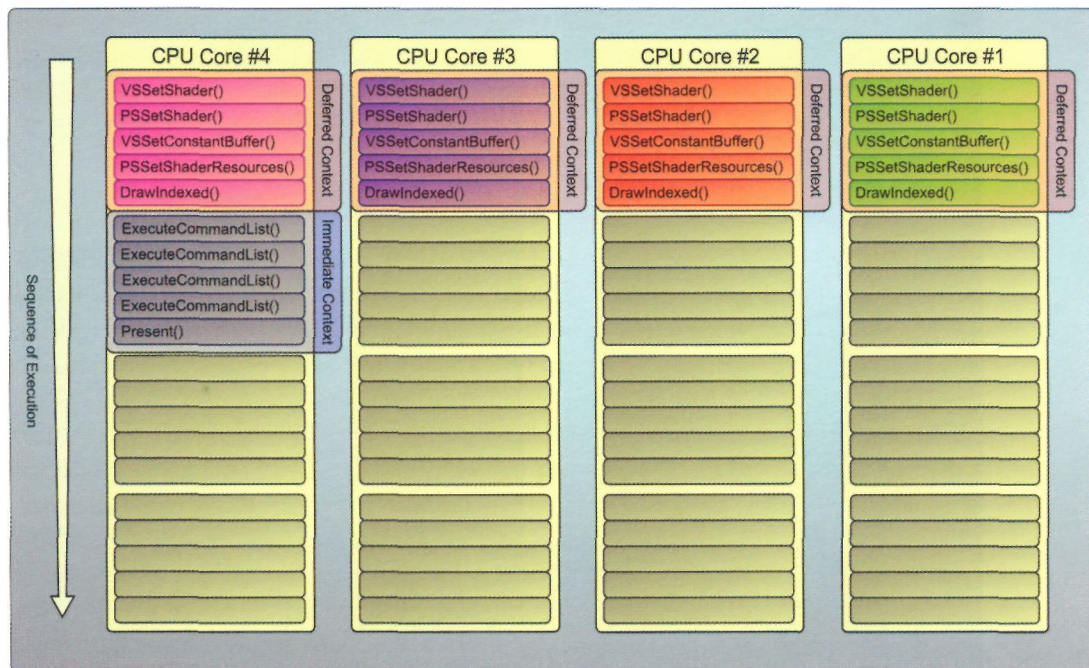 CPU Core #4
VSSetShader()
PSSetShader()
VSSetConstantBuffer()
PSSetShaderResources()
DrawIndexed()
Deferred Context
ExecuteCommandList()
ExecuteCommandList()
ExecuteCommandList()
ExecuteCommandList()
Present()
Immediate Context
CPU Core #3
VSSetShader()
PSSetShader()
VSSetConstantBuffer()
PSSetShaderResources()
DrawIndexed()
Deferred Context
CPU Core #2
VSSetShader()
PSSetShader()
VSSetConstantBuffer()
PSSetShaderResources()
DrawIndexed()
Deferred Context
CPU Core #1
VSSetShader()
PSSetShader()
VSSetConstantBuffer()
PSSetShaderResources()
DrawIndexed()
Deferred Context
Sequence of Execution